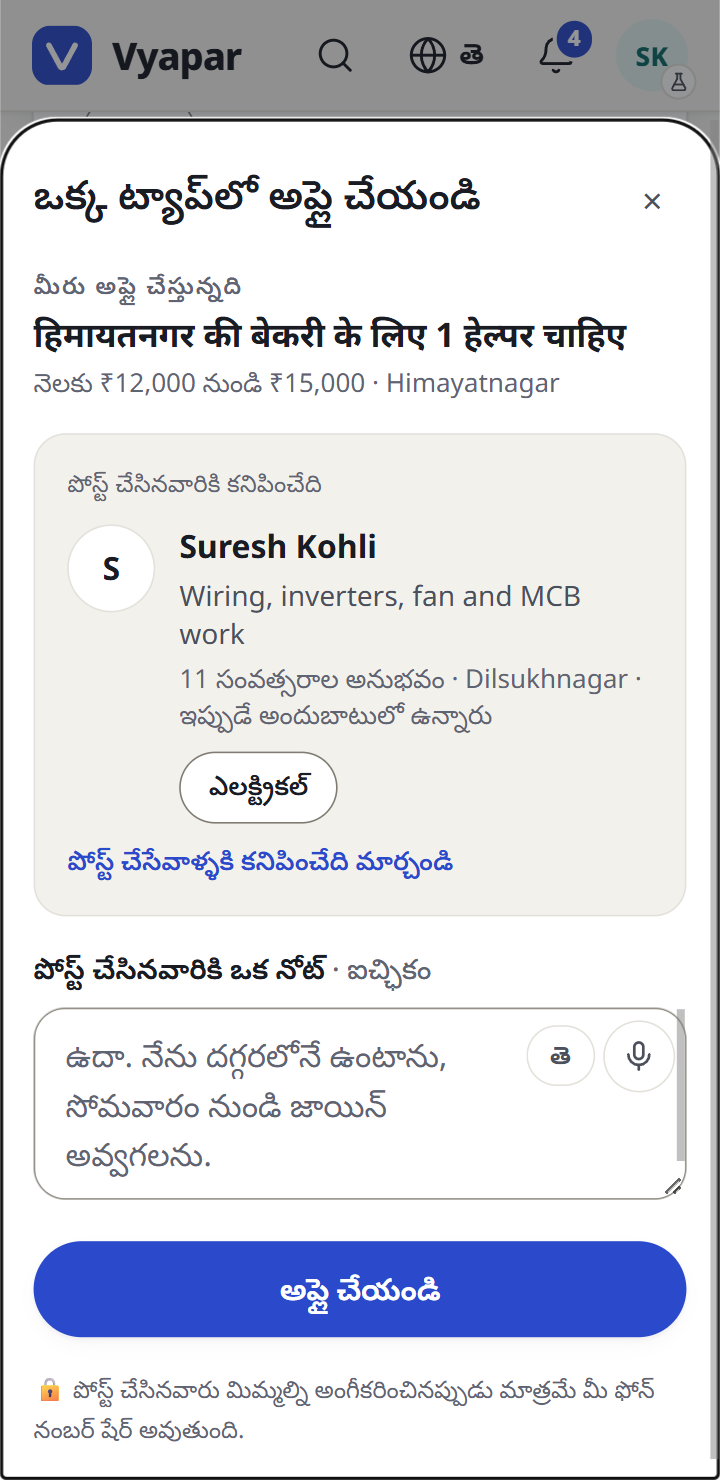 Vyapar
తె
4
SK
ఒక్క ట్యాప్‌లో అప్లై చేయండి
×
మీరు అప్లై చేస్తున్నది
हिमायतनगर की बेकरी के लिए 1 हेल्पर चाहिए
నెలకు ₹12,000 నుండి ₹15,000 · Himayatnagar
పోస్ట్ చేసినవారికి కనిపించేది
S
Suresh Kohli
Wiring, inverters, fan and MCB
work
11 సంవత్సరాల అనుభవం · Dilsukhnagar ·
ఇప్పుడే అందుబాటులో ఉన్నారు
ఎలక్ట్రికల్
పోస్ట్ చేసేవాళ్ళకి కనిపించేది మార్చండి
పోస్ట్ చేసినవారికి ఒక నోట్ · ఐచ్ఛికం
ఉదా. నేను దగ్గరలోనే ఉంటాను,
సోమవారం నుండి జాయిన్
అవ్వగలను.
తె
అప్లై చేయండి
🔒 పోస్ట్ చేసినవారు మిమ్మల్ని అంగీకరించినప్పుడు మాత్రమే మీ ఫోన్
నంబర్ షేర్ అవుతుంది.